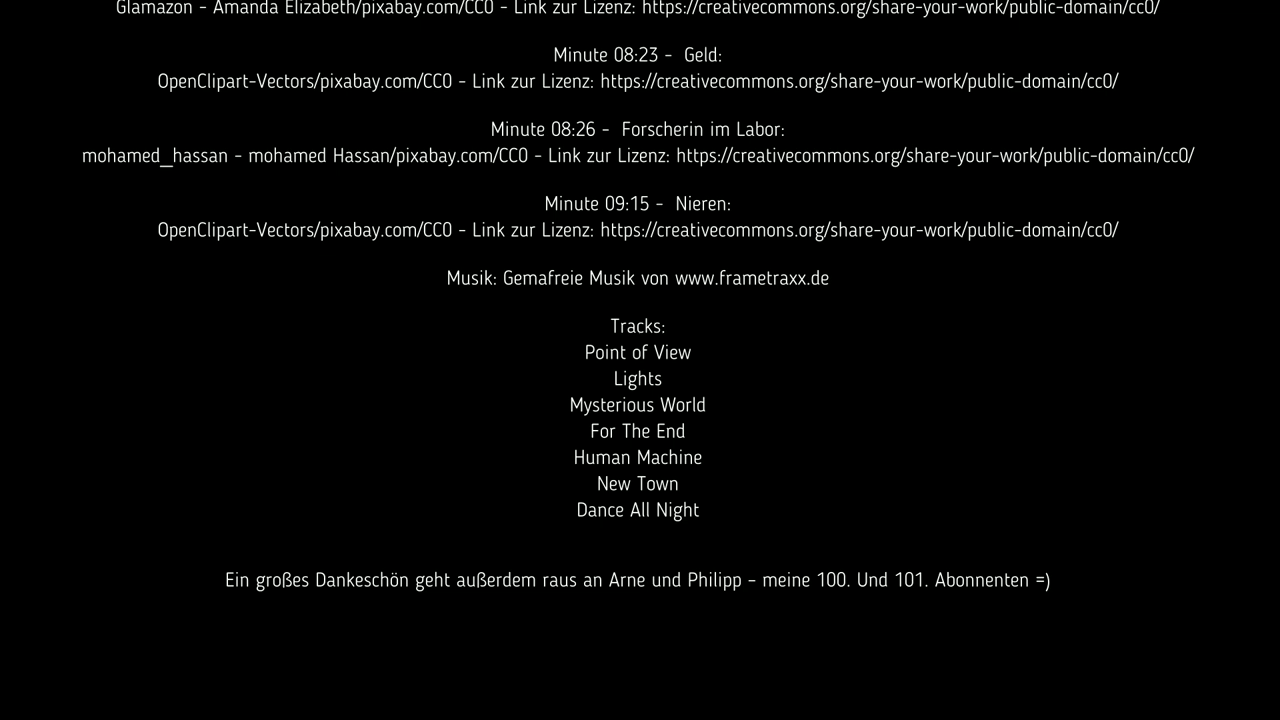 Glamazon - Amanda Elizabeth/pixabay.com/CC0 - Link zur Lizenz: https://creativecommons.org/share-your-work/public-domain/cc0/
Minute 08:23 - Geld:
OpenClipart-Vectors/pixabay.com/CC0 - Link zur Lizenz: https://creativecommons.org/share-your-work/public-domain/cc0/
Minute 08:26 - Forscherin im Labor:
mohamed_hassan - mohamed Hassan/pixabay.com/CC0 - Link zur Lizenz: https://creativecommons.org/share-your-work/public-domain/cc0/
Minute 09:15 - Nieren:
OpenClipart-Vectors/pixabay.com/CC0 - Link zur Lizenz: https://creativecommons.org/share-your-work/public-domain/cc0/
Musik: Gemafreie Musik von www.frametraxx.de
Tracks:
Point of View
Lights
Mysterious World
For The End
Human Machine
New Town
Dance All Night
Ein großes Dankeschön geht außerdem raus an Arne und Philipp - meine 100. Und 101. Abonnenten =)